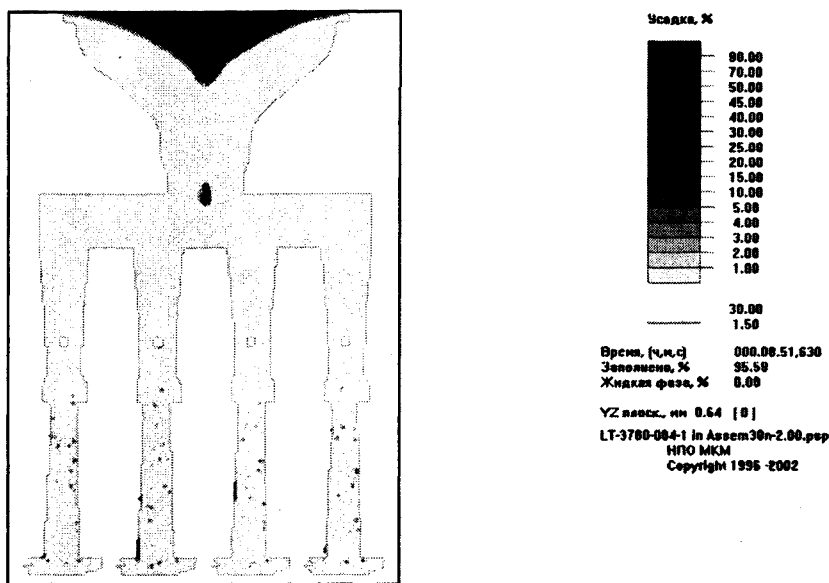 Усадка, %
90.00
70.00
50.00
45.00
40.00
30.00
25.00
20.00
15.00
10.00
5.00
4.00
3.00
2.00
1.00
30.00
1.50
Время, (ч,м,с) 000.08.51,630
Заполнено, % 95.59
Жидкая фаза, % 0.00
YZ плоск., мм 0.64 [0]
LT-3760-004-1 in Assem30n-2.00.psp
НПО МКМ
Copyright 1996 -2002